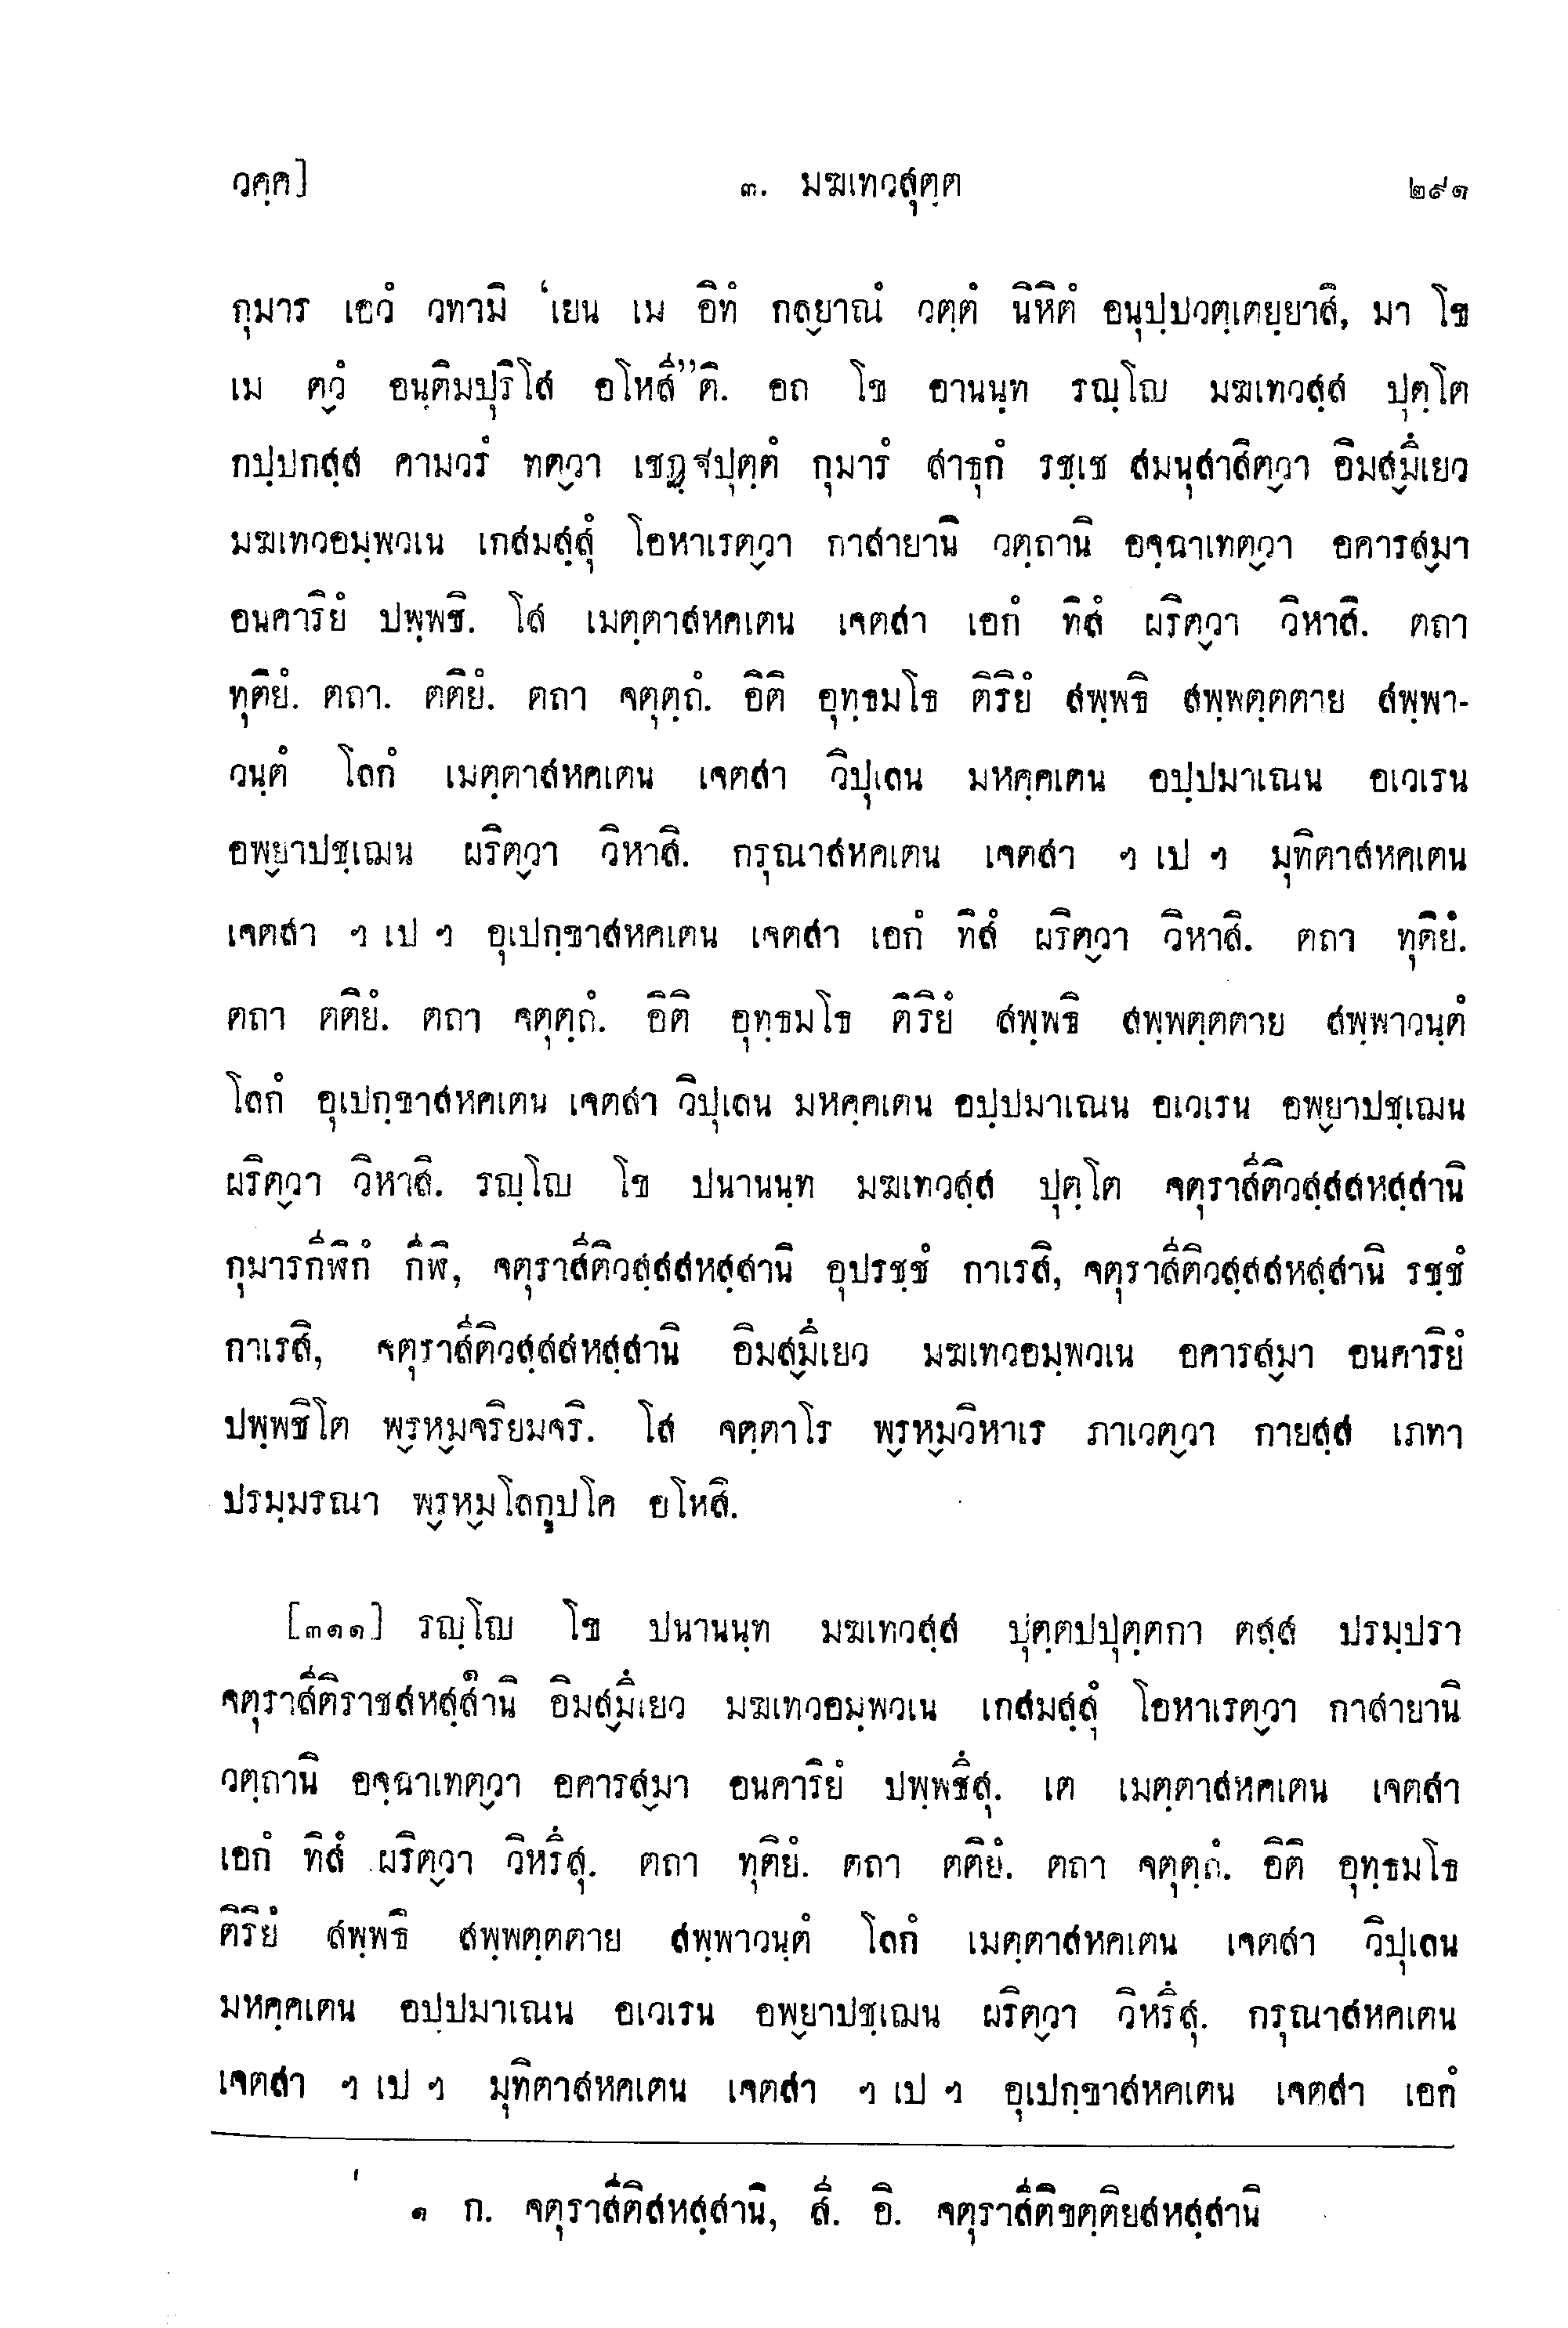 วคฺค] ๓. มฆเทวสุตฺต ๒๙๑
กุมาร เอวํ วทามิ ‘เยน เม อิทํ กลฺยาณํ วตฺตํ นิหิตํ อนุปฺปวตฺเตยฺยาสิ, มา โข
เม ตฺวํ อนฺติมปุริโส อโหสี”ติ. อถ โข อานนฺท รญฺโญ มฆเทวสฺส ปุตฺโต
กปฺปกสฺส คามวรํ ทตฺวา เชฏฺฐปุตฺตํ กุมารํ สาธุกํ รชฺเช สมนุสาสิตฺวา อิมสฺมึเยว
มฆเทวอมฺพวเน เกสมสฺสุํ โอหาเรตฺวา กาสายานิ วตฺถานิ อจฺฉาเทตฺวา อคารสฺมา
อนคาริยํ ปพฺพชิ. โส เมตฺตาสหคเตน เจตสา เอกํ ทิสํ ผริตฺวา วิหาสิ. ตถา
ทุติยํ. ตถา. ตติยํ. ตถา จตุตฺถํ. อิติ อุทฺธมโธ ติริยํ สพฺพธิ สพฺพตฺตตาย สพฺพา-
วนฺตํ โลกํ เมตฺตาสหคเตน เจตสา วิปุเลน มหคฺคเตน อปฺปมาเณน อเวเรน
อพฺยาปชฺเฌน ผริตฺวา วิหาสิ. กรุณาสหคเตน เจตสา ฯ เป ฯ มุทิตาสหคเตน
เจตสา ฯ เป ฯ อุเปกฺขาสหคเตน เจตสา เอกํ ทิสํ ผริตฺวา วิหาสิ. ตถา ทุติยํ.
ตถา ตติยํ. ตถา จตุตฺถํ. อิติ อุทฺธมโธ ติริยํ สพฺพธิ สพฺพตฺตตาย สพฺพาวนฺตํ
โลกํ อุเปกฺขาสหคเตน เจตสา วิปุเลน มหคฺคเตน อปฺปมาเณน อเวเรน อพฺยาปชฺเฌน
ผริตฺวา วิหาสิ. รญฺโญ โข ปนานนฺท มฆเทวสฺส ปุตฺโต จตุราสีติวสฺสสหสฺสานิ
กุมารกีฬิกํ กีฬิ, จตุราสีติวสฺสสหสฺสานิ อุปรชฺชํ กาเรสิ, จตุราสีติวสฺสสหสฺสานิ รชฺชํ
กาเรสิ, จตุราสีติวสฺสสหสฺสานิ อิมสฺมึเยว มฆเทวอมฺพวเน อคารสฺมา อนคาริยํ
ปพฺพชิโต พฺรหฺมจริยมจริ. โส จตฺตาโร พฺรหฺมวิหาเร ภาเวตฺวา กายสฺส เภทา
ปรมฺมรณา พฺรหฺมโลกูปโค อโหสิ.
[๓๑๑] รญฺโญ โข ปนานนฺท มฆเทวสฺส ปุตฺตปปุตฺตกา ตสฺส ปรมฺปรา
จตุราสีติราชสหสฺสานิ๑ อิมสฺมึเยว มฆเทวอมฺพวเน เกสมสฺสุํ โอหาเรตฺวา กาสายานิ
วตฺถานิ อจฺฉาเทตฺวา อคารสฺมา อนคาริยํ ปพฺพชึสุ. เต เมตฺตาสหคเตน เจตสา
เอกํ ทิสํ ผริตฺวา วิหรึสุ. ตถา ทุติยํ. ตถา ตติยํ. ตถา จตุตฺถํ. อิติ อุทฺธมโธ
ติริยํ สพฺพธิ สพฺพตฺตตาย สพฺพาวนฺตํ โลกํ เมตฺตาสหคเตน เจตสา วิปุเลน
มหคฺคเตน อปฺปมาเณน อเวเรน อพฺยาปชฺเฌน ผริตฺวา วิหรึสุ. กรุณาสหคเตน
เจตสา ฯ เป ฯ มุทิตาสหคเตน เจตสา ฯ เป ฯ อุเปกฺขาสหคเตน เจตสา เอกํ
๑ ก. จตุราสีติสหสฺสานิ, สี. อิ. จตุราสีติขตฺติยสหสฺสานิ